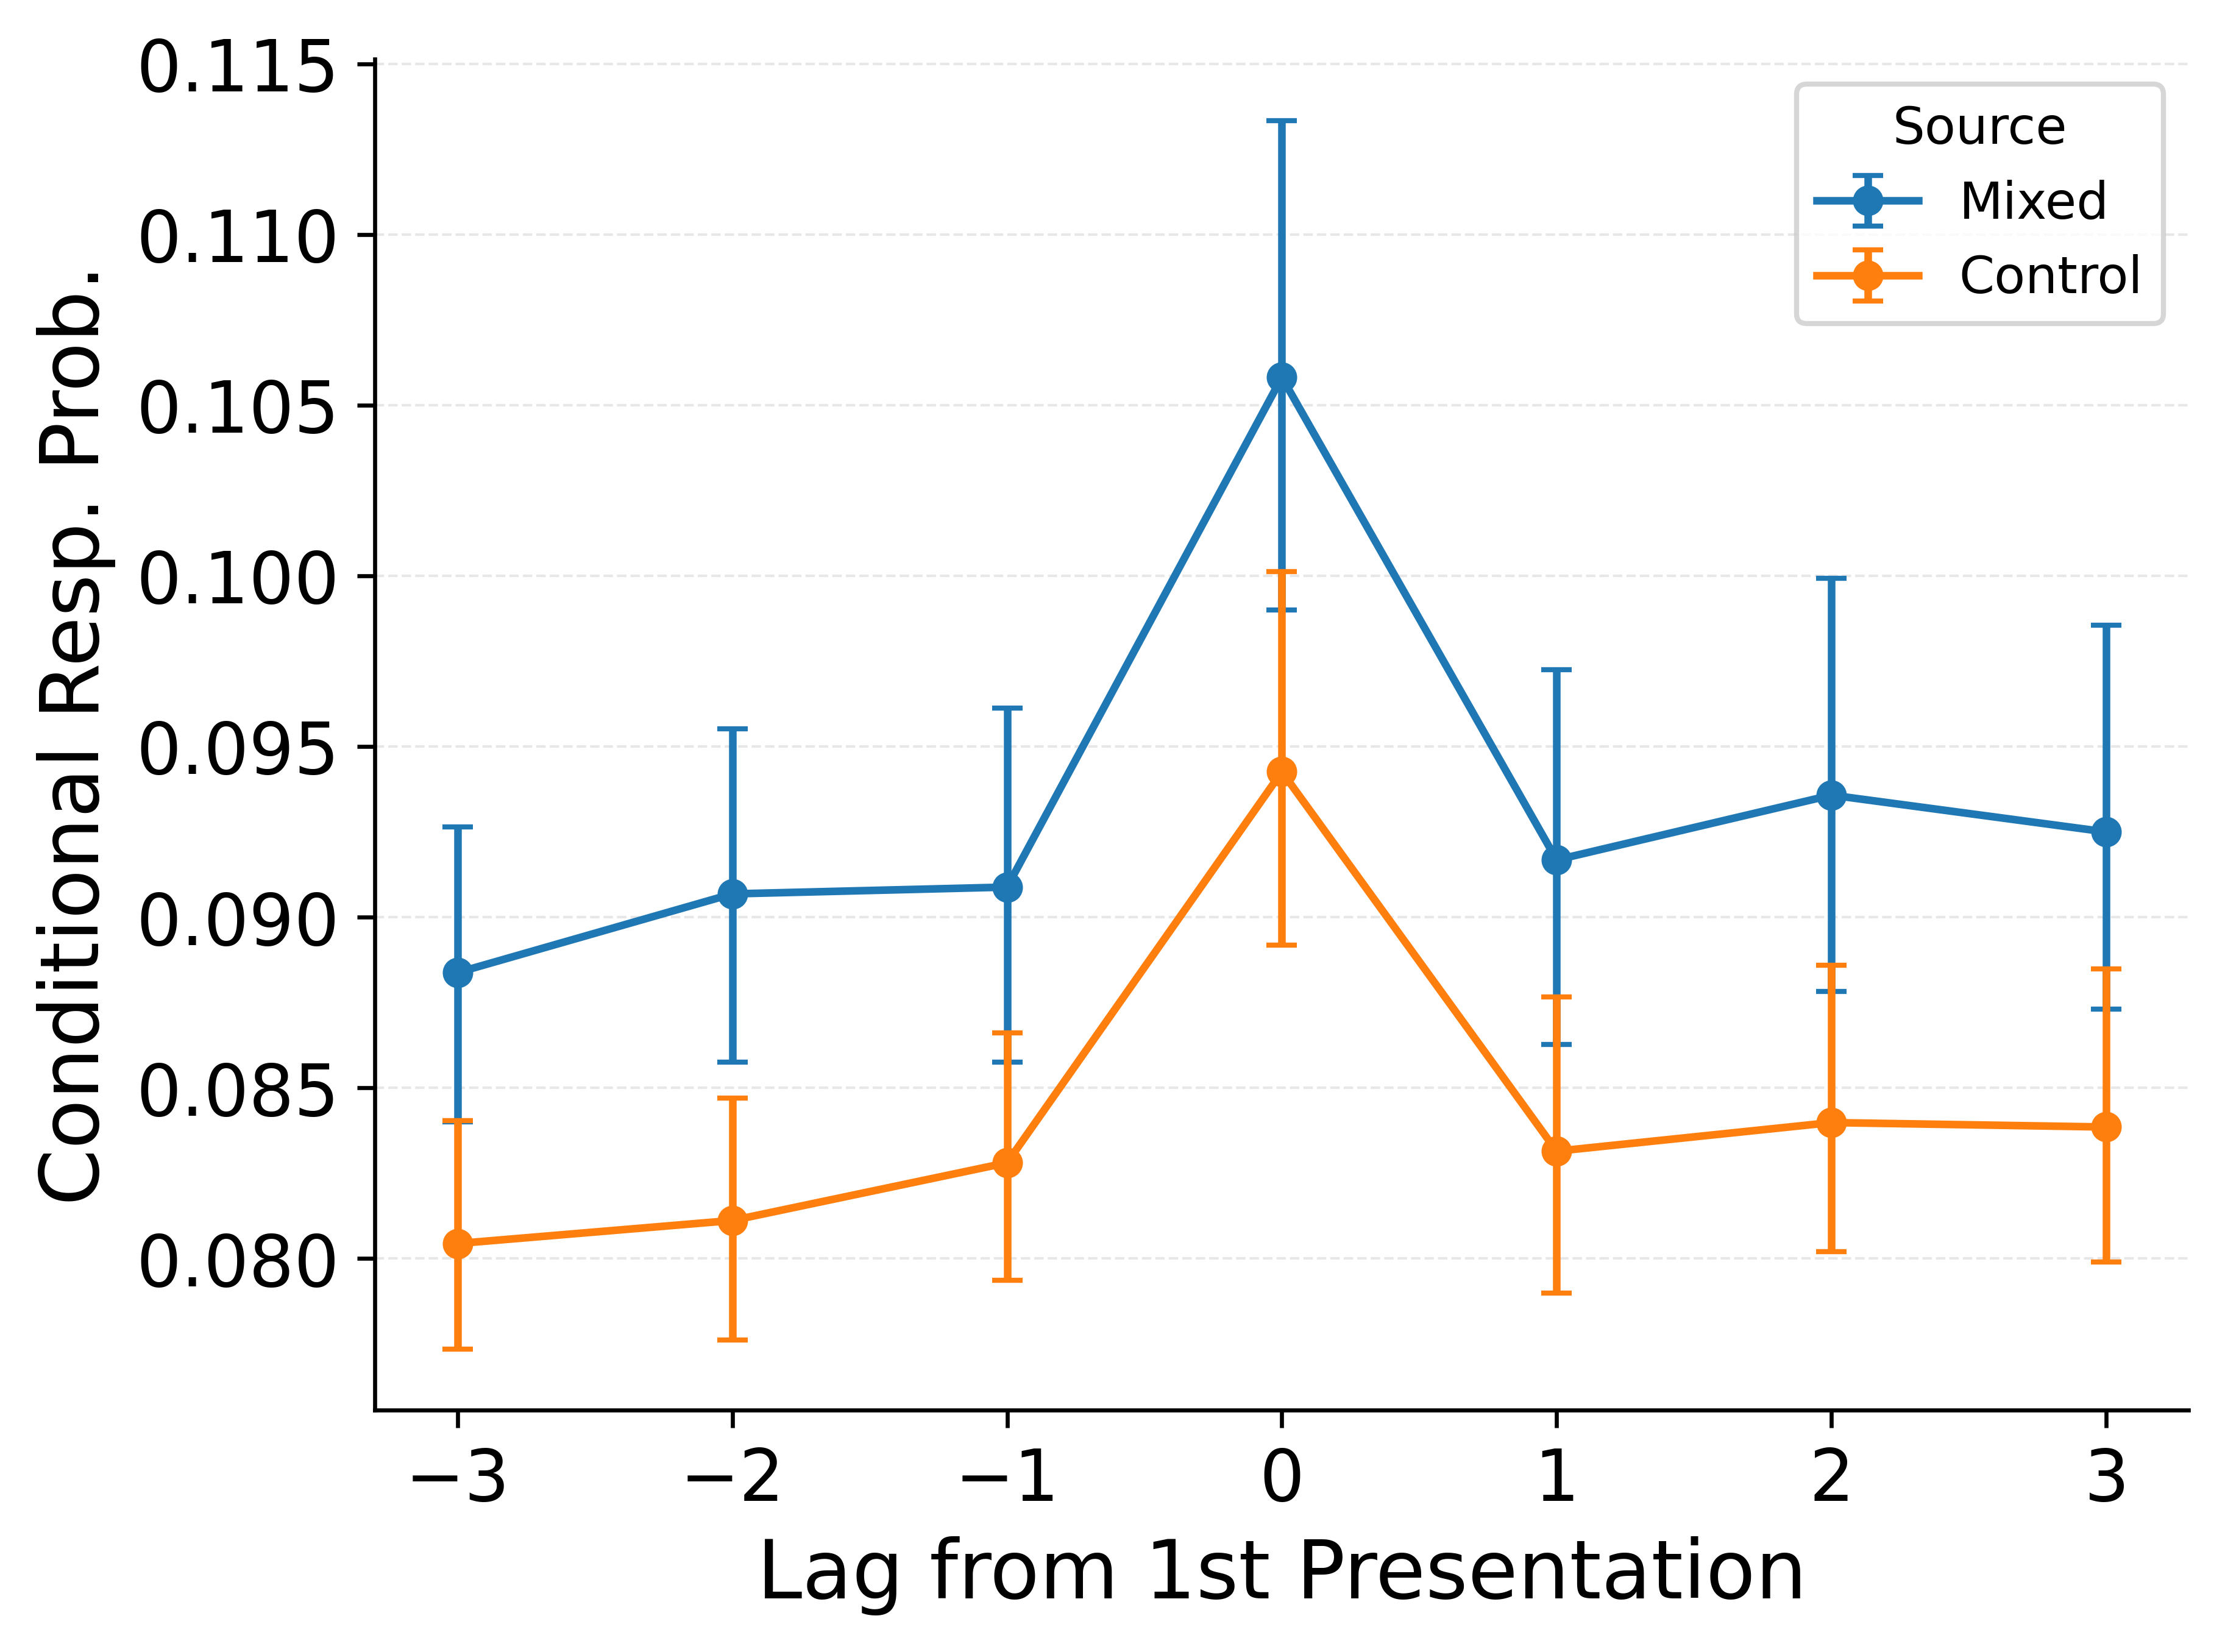 0.115
0.110
0.105
0.100
0.095
0.090
0.085
0.080
Conditional Resp. Prob.
Source
Mixed
Control
−3 −2 −1 0 1 2 3
Lag from 1st Presentation